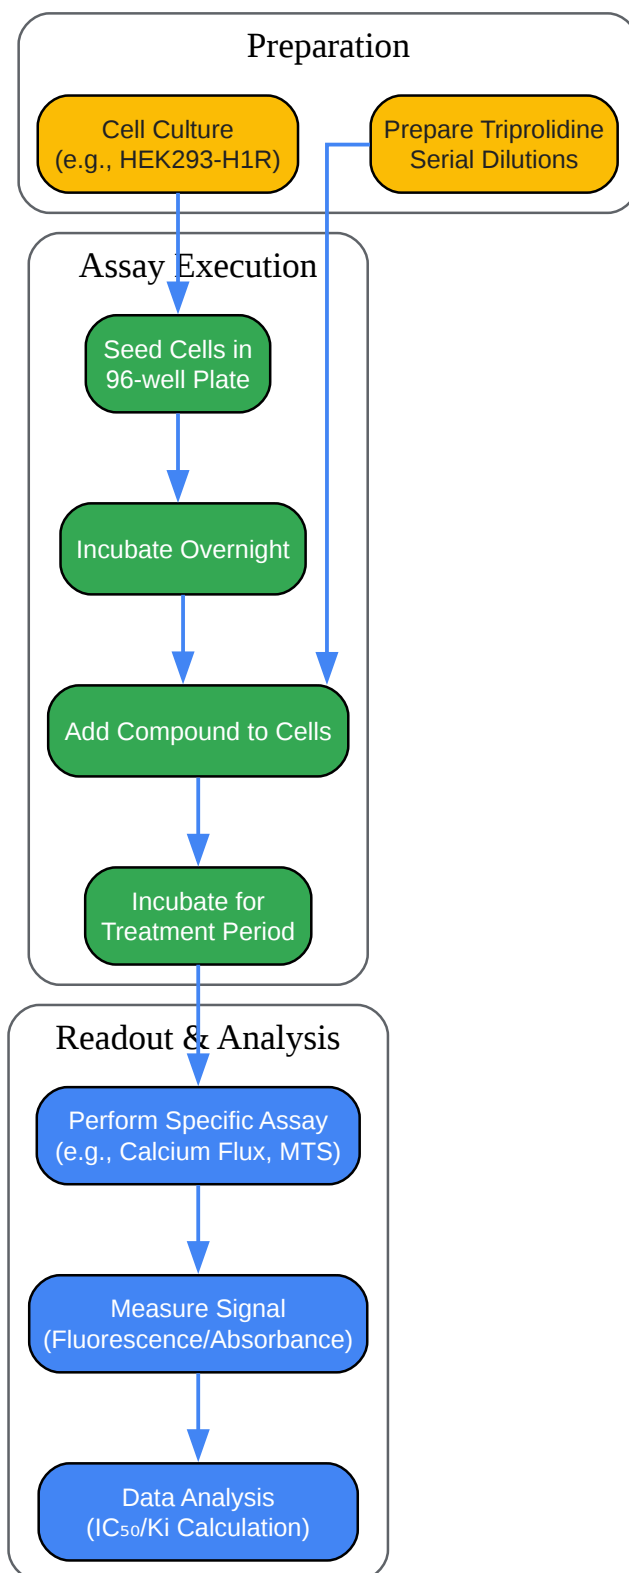 Preparation
Cell Culture
(e.g., HEK293-H1R)
Prepare Triprolidine
Serial Dilutions
Assay Execution
Seed Cells in
96-well Plate
Incubate Overnight
Add Compound to Cells
Incubate for
Treatment Period
Readout & Analysis
Perform Specific Assay
(e.g., Calcium Flux, MTS)
Measure Signal
(Fluorescence/Absorbance)
Data Analysis
(IC₅₀/Ki Calculation)